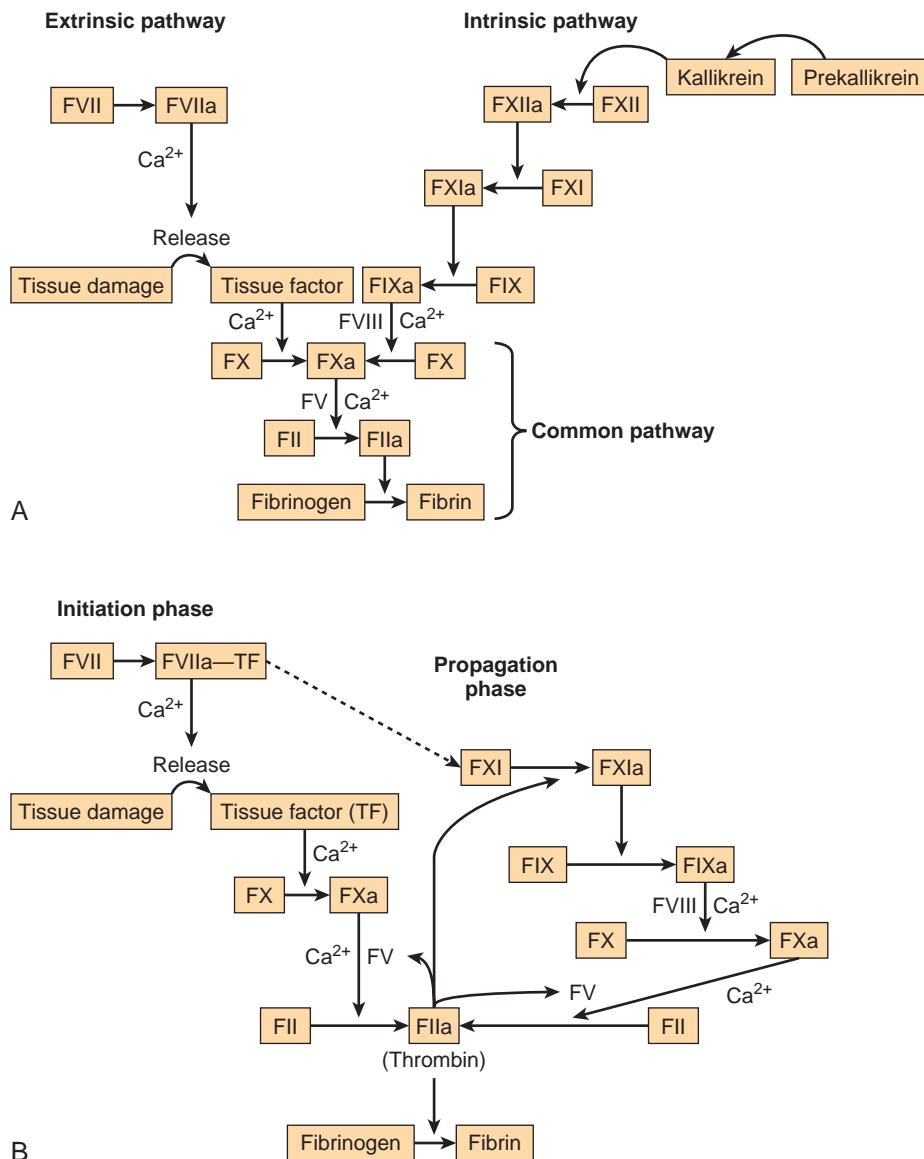 Extrinsic pathway
Intrinsic pathway
Kallikrein
Prekallikrein
FVII
FVIIa
FXIIa
FXII
Ca2+
FXIa
FXI
Release
Tissue damage
Tissue factor
FIXa
FIX
Ca2+
FVIII
Ca2+
FX
FXa
FX
FV
Ca2+
Common pathway
FII
FIIa
Fibrinogen
Fibrin
A
Initiation phase
FVII
FVIIa—TF
Propagation
phase
Ca2+
FXI
FXIa
Release
Tissue damage
Tissue factor (TF)
Ca2+
FIX
FIXa
FX
FXa
FVIII
Ca2+
FX
FXa
Ca2+
FV
FV
Ca2+
FII
FIIa
FII
(Thrombin)
Fibrinogen
Fibrin
B